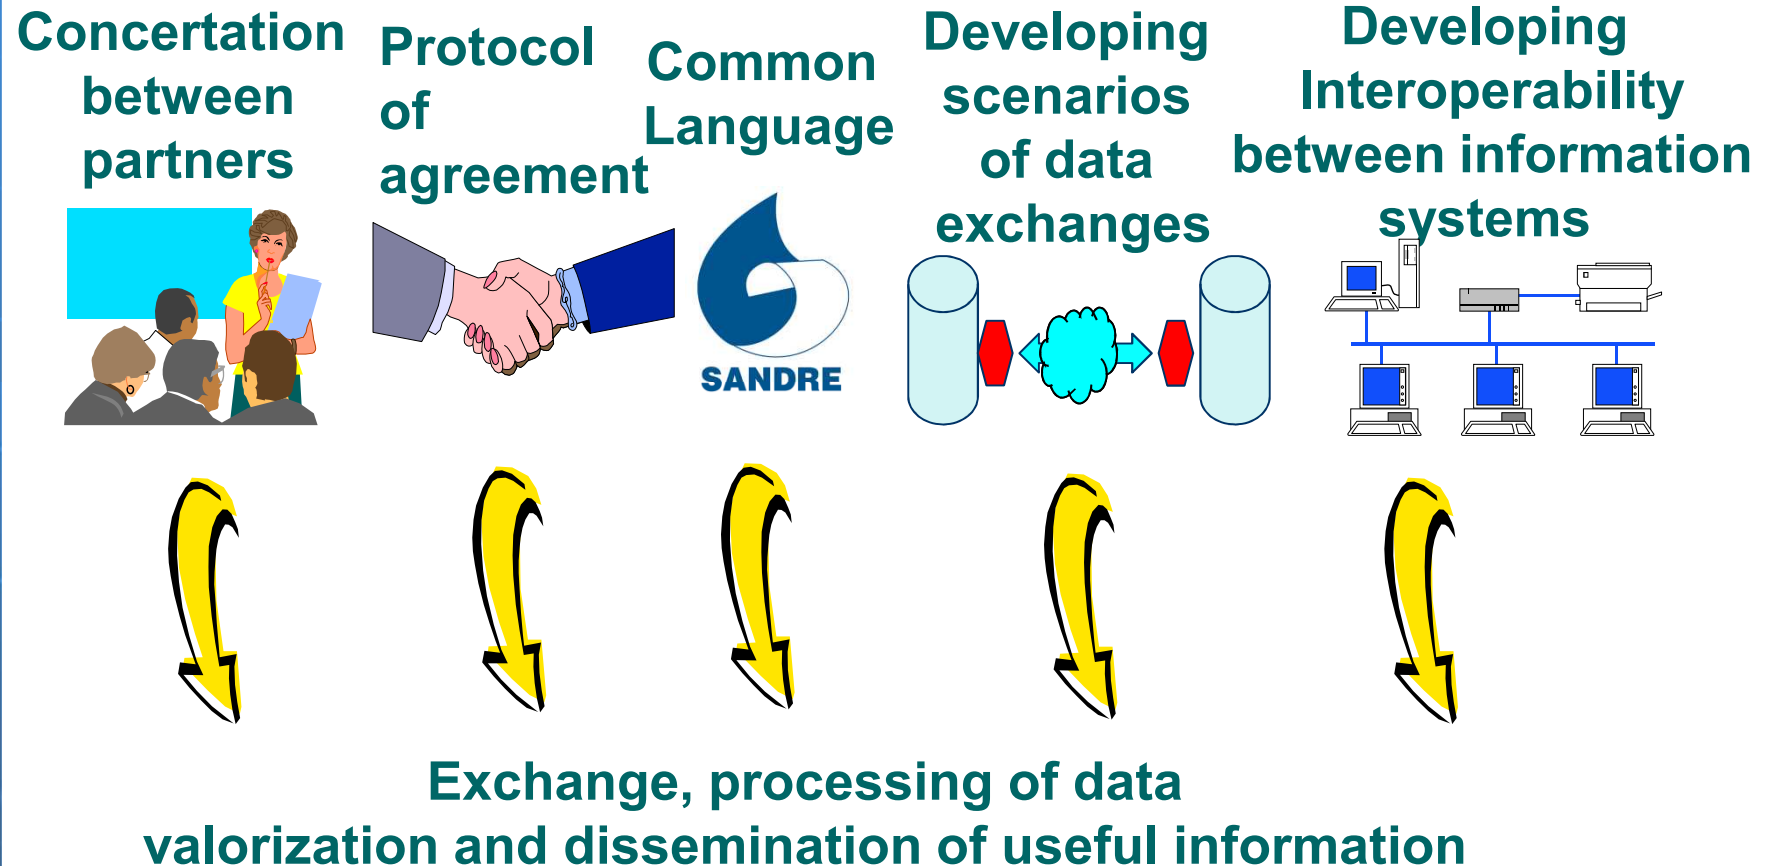 Concertation
between
partners
Protocol
of
agreement
Common
Language
SANDRE
Developing
scenarios
of data
exchanges
Developing
Interoperability
between information
systems
Exchange, processing of data
valorization and dissemination of useful information